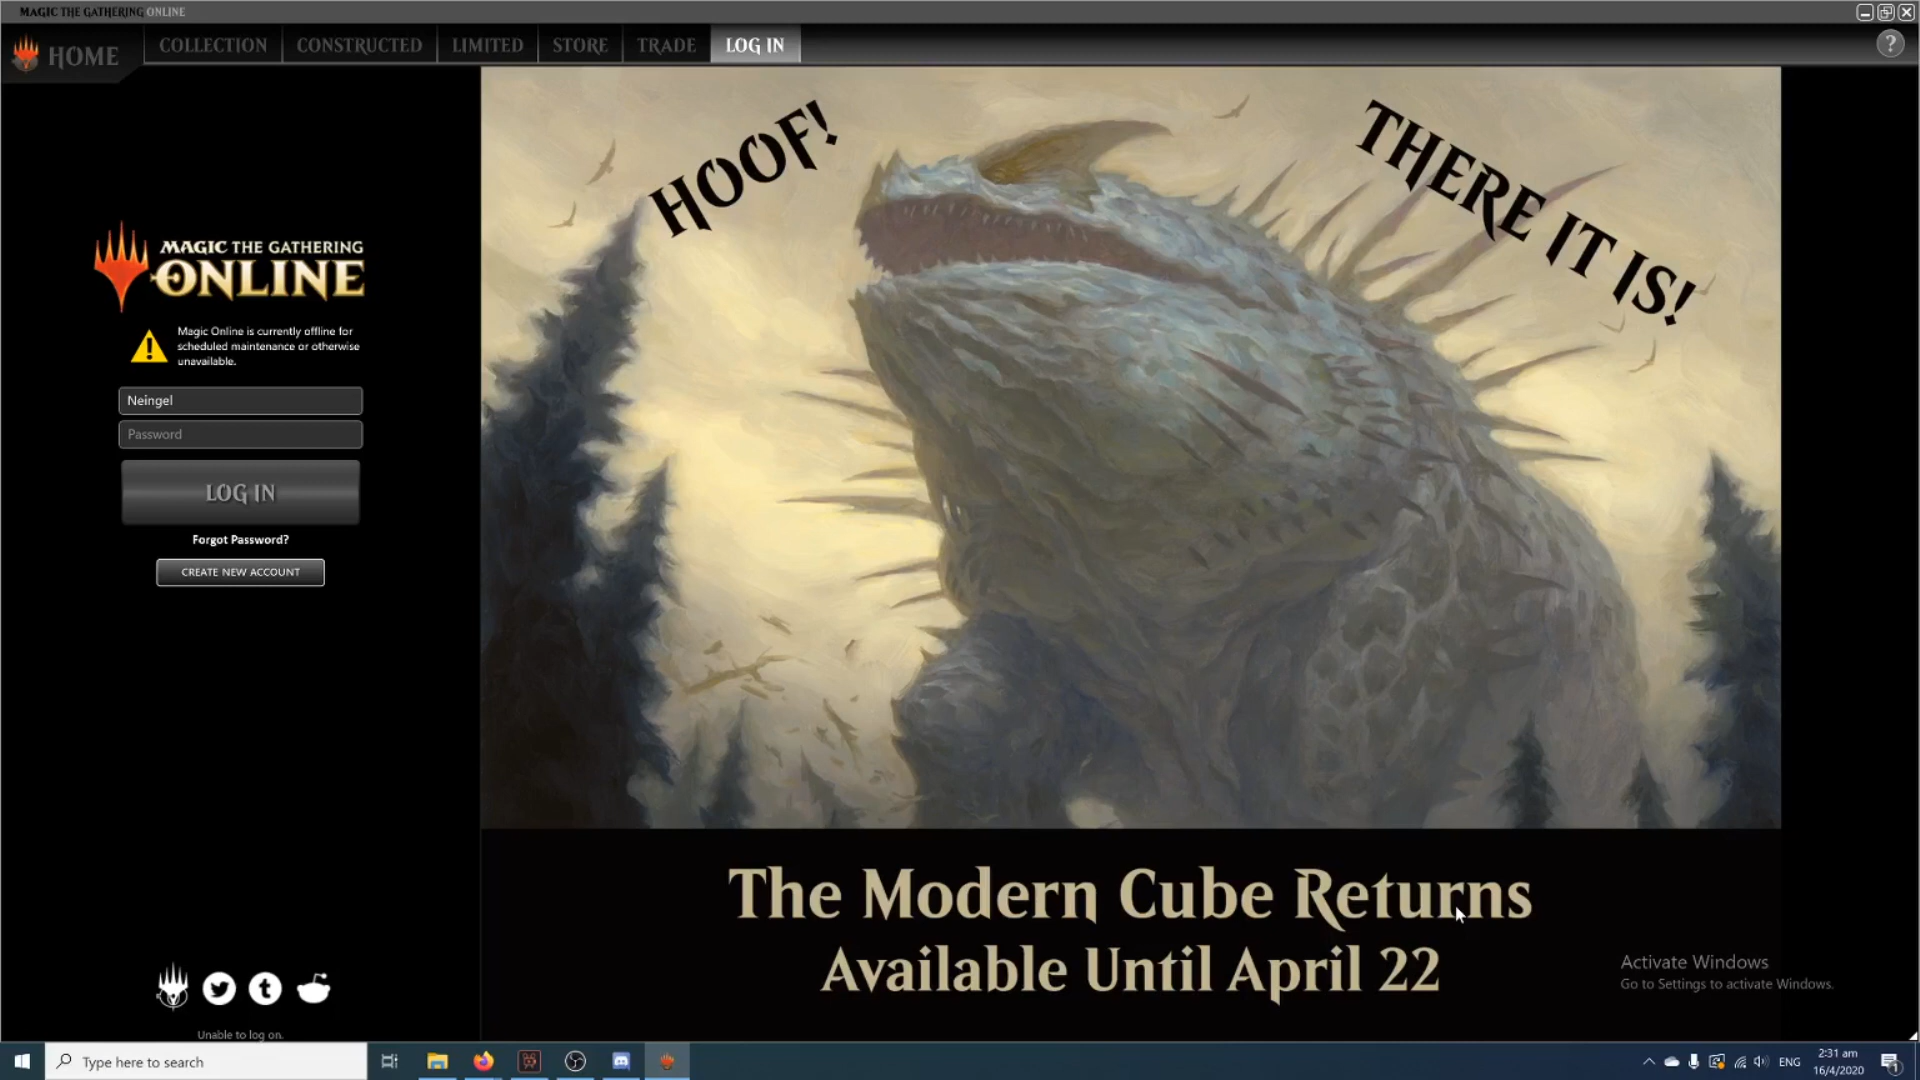 MAGIC THE GATHERING ONLINE
HOME
COLLECTION
CONSTRUCTED
LIMITED
STORE
TRADE
LOG IN
?
HOOF!
THERE IT IS!
MAGIC THE GATHERING
ONLINE
Magic Online is currently offline for
scheduled maintenance or otherwise
unavailable.
Neingel
Password
LOG IN
Forgot Password?
CREATE NEW ACCOUNT
The Modern Cube Returns
Available Until April 22
Activate Windows
Go to Settings to activate Windows.
Unable to log on.
Type here to search
ENG
2:31 am
16/4/2020
1